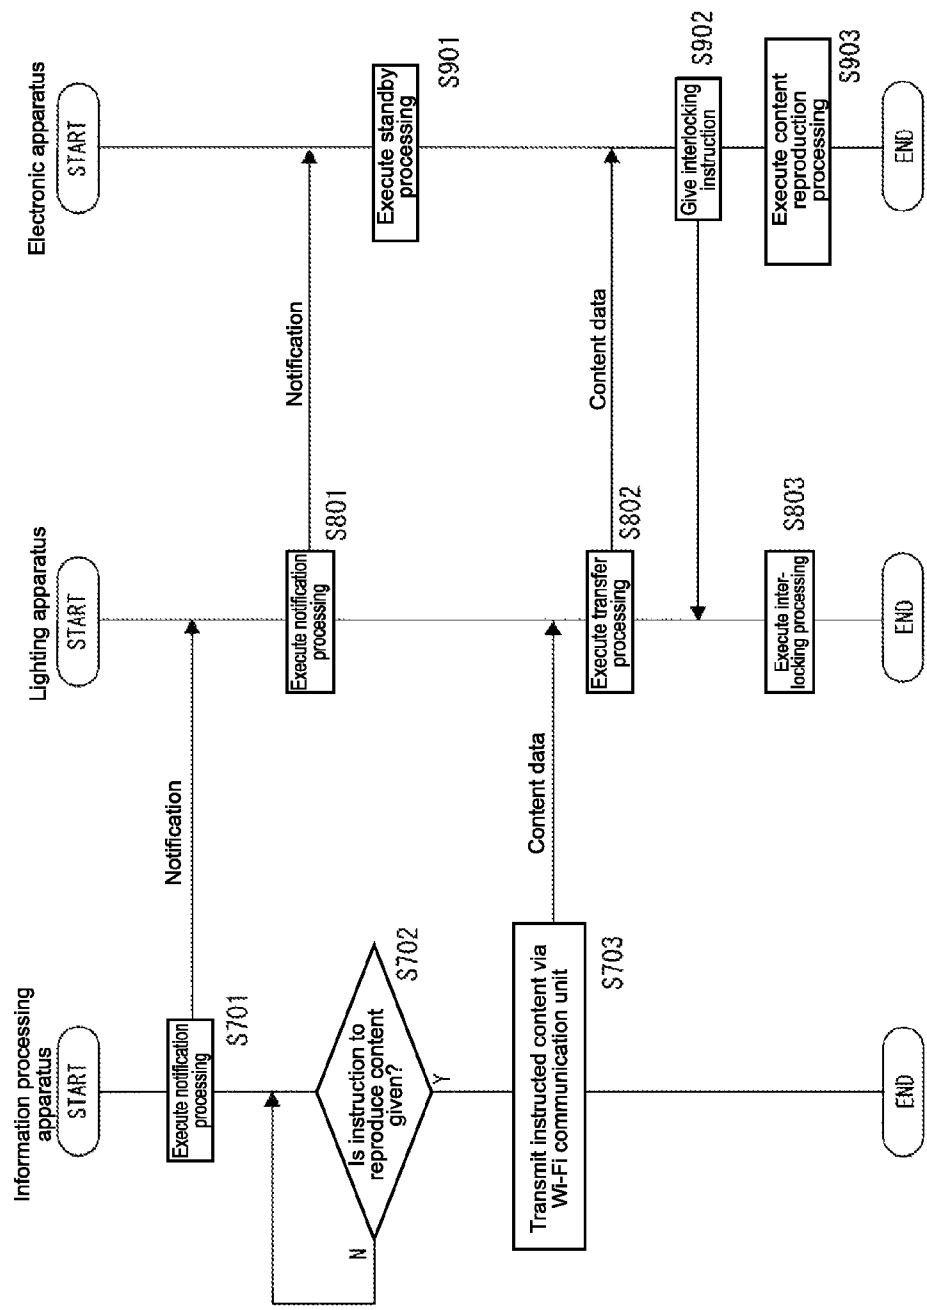 Information processing
apparatus
Lighting apparatus
Electronic apparatus
START
START
START
Execute notification
processing
S701
Notification
Execute notification
processing
S801
Notification
Is instruction to
reproduce content
given?
S702
N
Y
Execute standby
processing
S901
Transmit instructed content via
Wi-Fi communication unit
S703
Content data
Execute transfer
processing
S802
Content data
Give interlocking
instruction
S902
Execute inter-
locking processing
S803
Execute content
reproduction
processing
S903
END
END
END